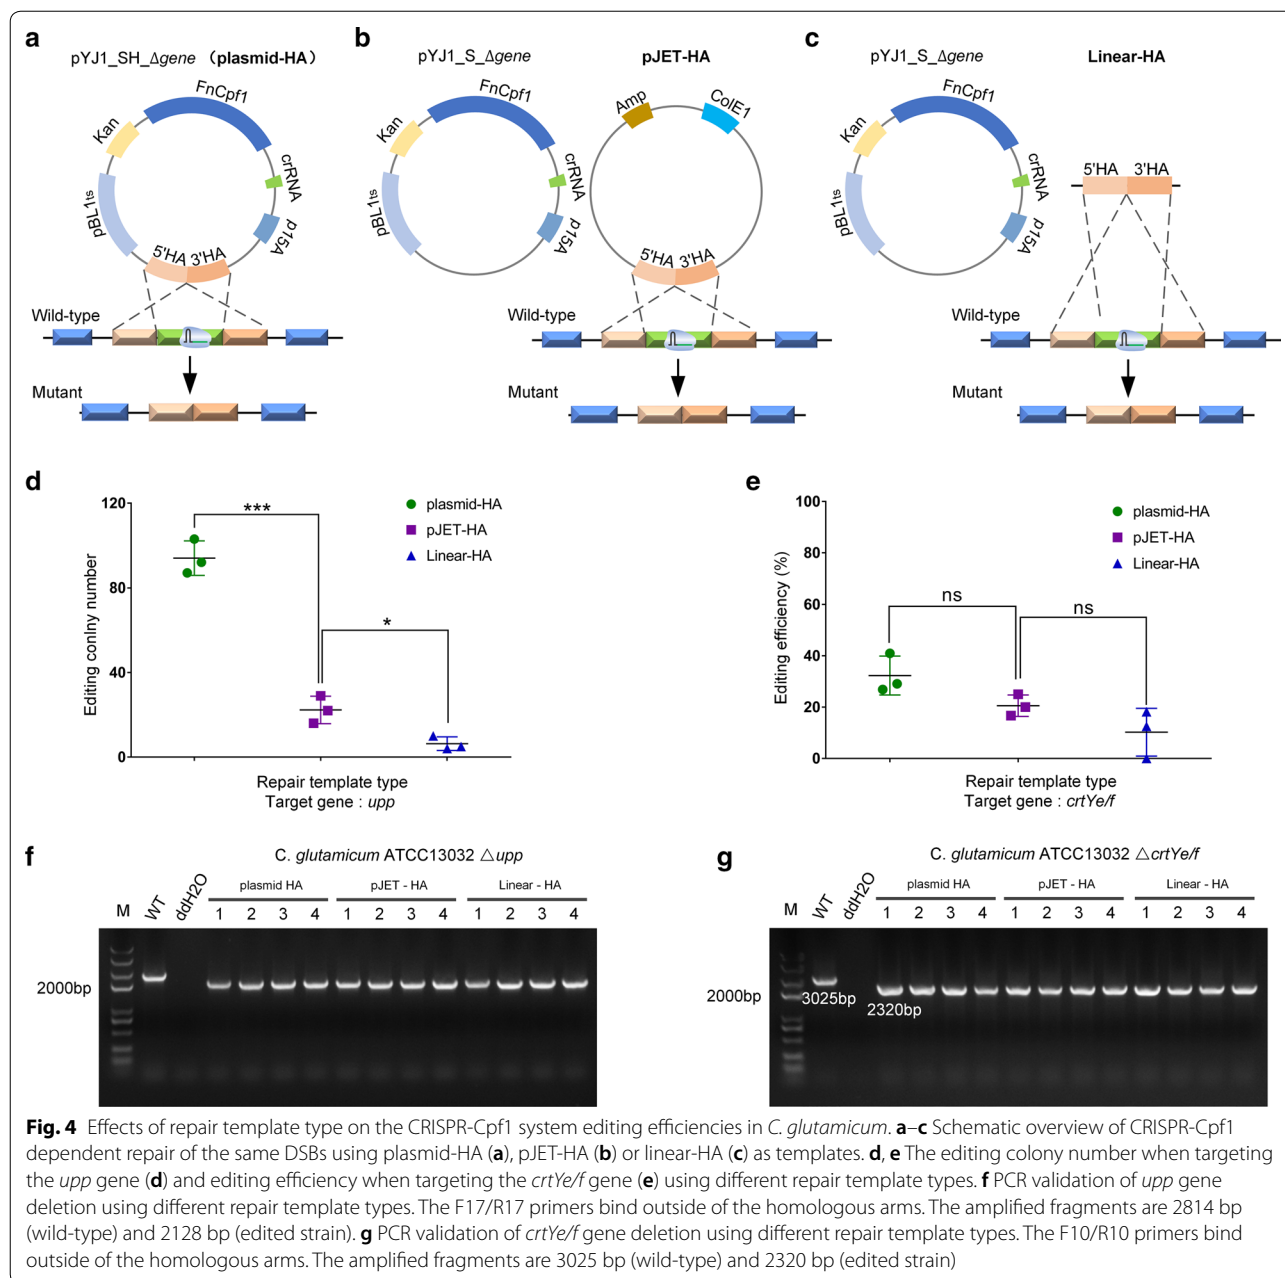 a
pYJ1_SH_Δgene （plasmid-HA）
FnCpf1
Kan
crRNA
pBL1ts
p15A
5'HA 3'HA
Wild-type
Mutant
b
pYJ1_S_Δgene
pJET-HA
FnCpf1
Kan
crRNA
pBL1ts
p15A
Amp
ColE1
5'HA 3'HA
Wild-type
Mutant
c
pYJ1_S_Δgene
Linear-HA
FnCpf1
Kan
crRNA
pBL1ts
p15A
5'HA 3'HA
Wild-type
Mutant
d
120
80
40
0
Editing conlny number
***
*
plasmid-HA
pJET-HA
Linear-HA
Repair template type
Target gene : upp
e
100
80
60
40
20
0
Editing efficiency (%)
ns
ns
plasmid-HA
pJET-HA
Linear-HA
Repair template type
Target gene : crtYe/f
f
C. glutamicum ATCC13032 △upp
M WT ddH2O
plasmid HA pJET - HA Linear - HA
1 2 3 4 1 2 3 4 1 2 3 4
2000bp
g
C. glutamicum ATCC13032 △crtYe/f
M WT ddH2O
plasmid HA pJET - HA Linear - HA
1 2 3 4 1 2 3 4 1 2 3 4
2000bp
3025bp
2320bp
Fig. 4 Effects of repair template type on the CRISPR-Cpf1 system editing efficiencies in C. glutamicum. a–c Schematic overview of CRISPR-Cpf1
dependent repair of the same DSBs using plasmid-HA (a), pJET-HA (b) or linear-HA (c) as templates. d, e The editing colony number when targeting
the upp gene (d) and editing efficiency when targeting the crtYe/f gene (e) using different repair template types. f PCR validation of upp gene
deletion using different repair template types. The F17/R17 primers bind outside of the homologous arms. The amplified fragments are 2814 bp
(wild-type) and 2128 bp (edited strain). g PCR validation of crtYe/f gene deletion using different repair template types. The F10/R10 primers bind
outside of the homologous arms. The amplified fragments are 3025 bp (wild-type) and 2320 bp (edited strain)